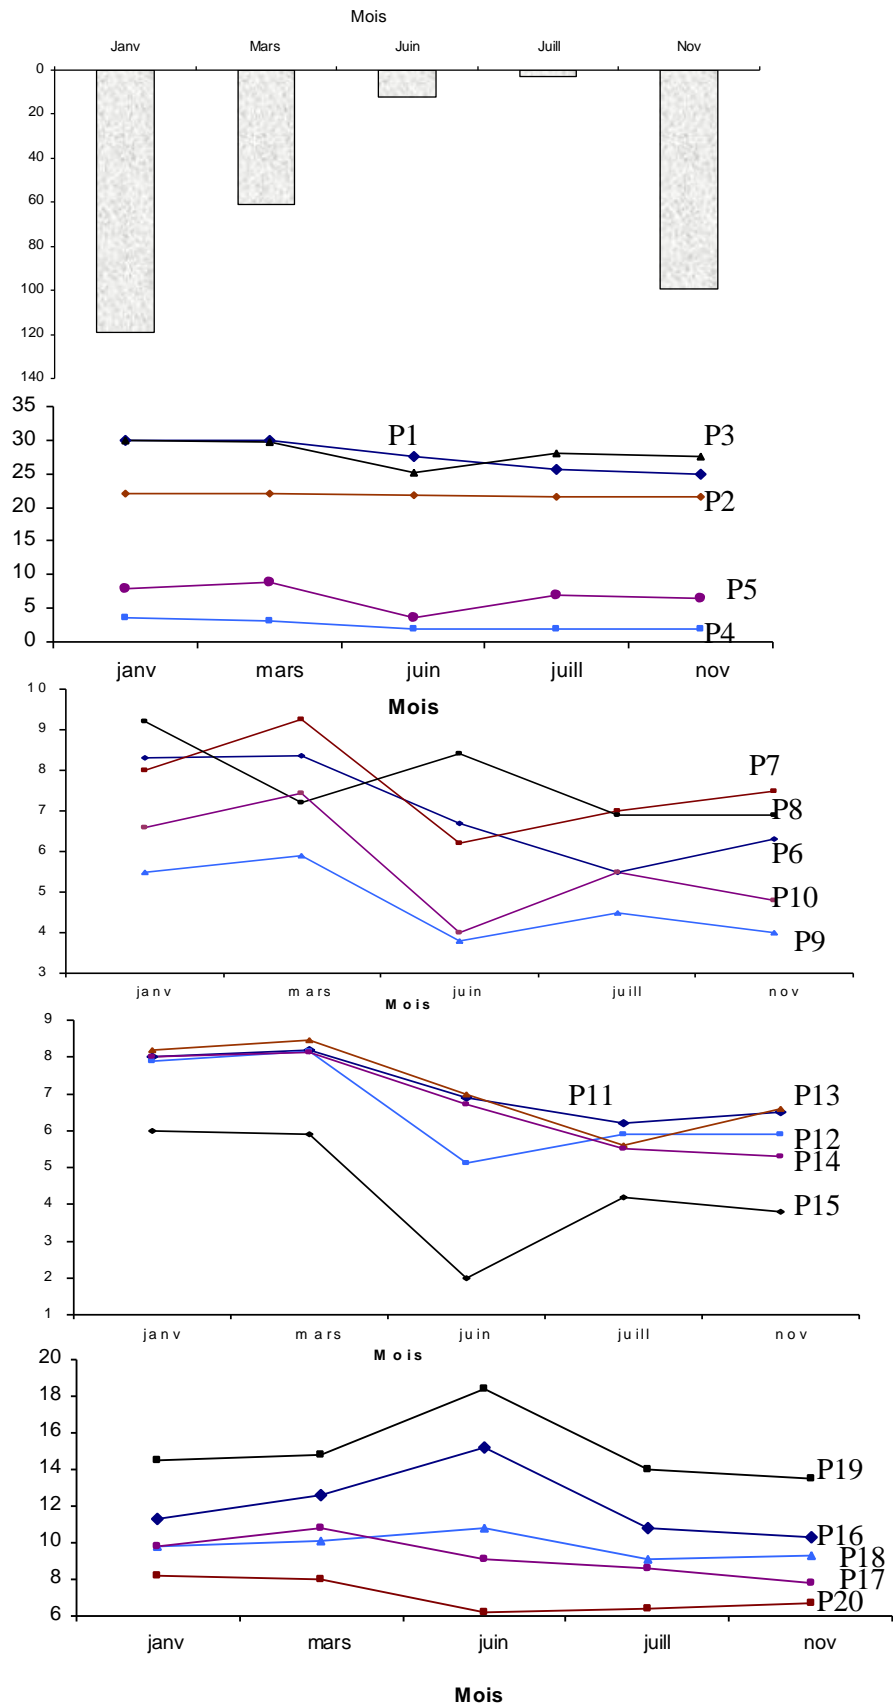 Mois
Janv Mars Juin Juill Nov
0
20
40
60
80
100
120
140
35
30
25
20
15
10
5
0
P1
P3
P2
P5
P4
janv mars juin juill nov
Mois
10
9
8
7
6
5
4
3
P7
P8
P6
P10
P9
janv mars juin juill nov
Mois
9
8
7
6
5
4
3
2
1
P11
P13
P12
P14
P15
janv mars juin juill nov
Mois
20
18
16
14
12
10
8
6
P19
P16
P18
P17
P20
janv mars juin juill nov
Mois